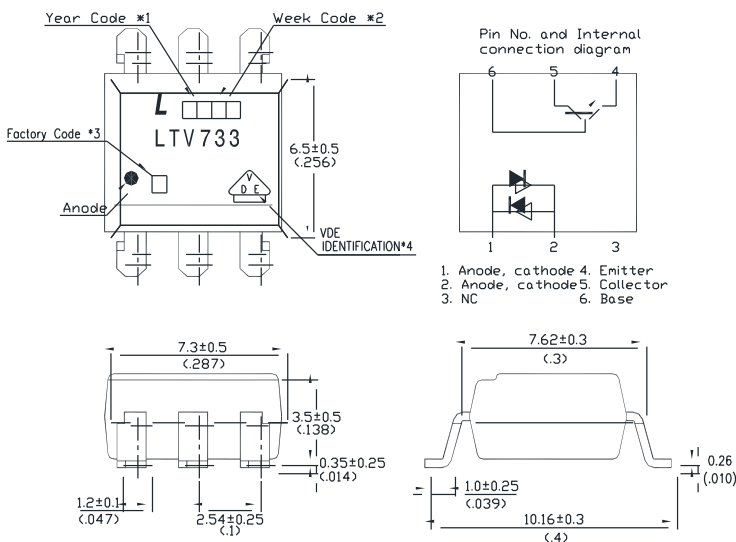 Year Code *1
Week Code *2
L
LTV733
Factory Code *3
Anode
V
D E
6.5±0.5
(.256)
VDE
IDENTIFICATION*4
Pin No. and Internal
connection diagram
6 5 4
1 2 3
1. Anode, cathode 4. Emitter
2. Anode, cathode 5. Collector
3. NC 6. Base
7.3±0.5
(.287)
3.5±0.5
(.138)
0.35±0.25
(.014)
1.2±0.1
(.047)
2.54±0.25
(.1)
7.62±0.3
(.3)
0.26
(.010)
1.0±0.25
(.039)
10.16±0.3
(.4)